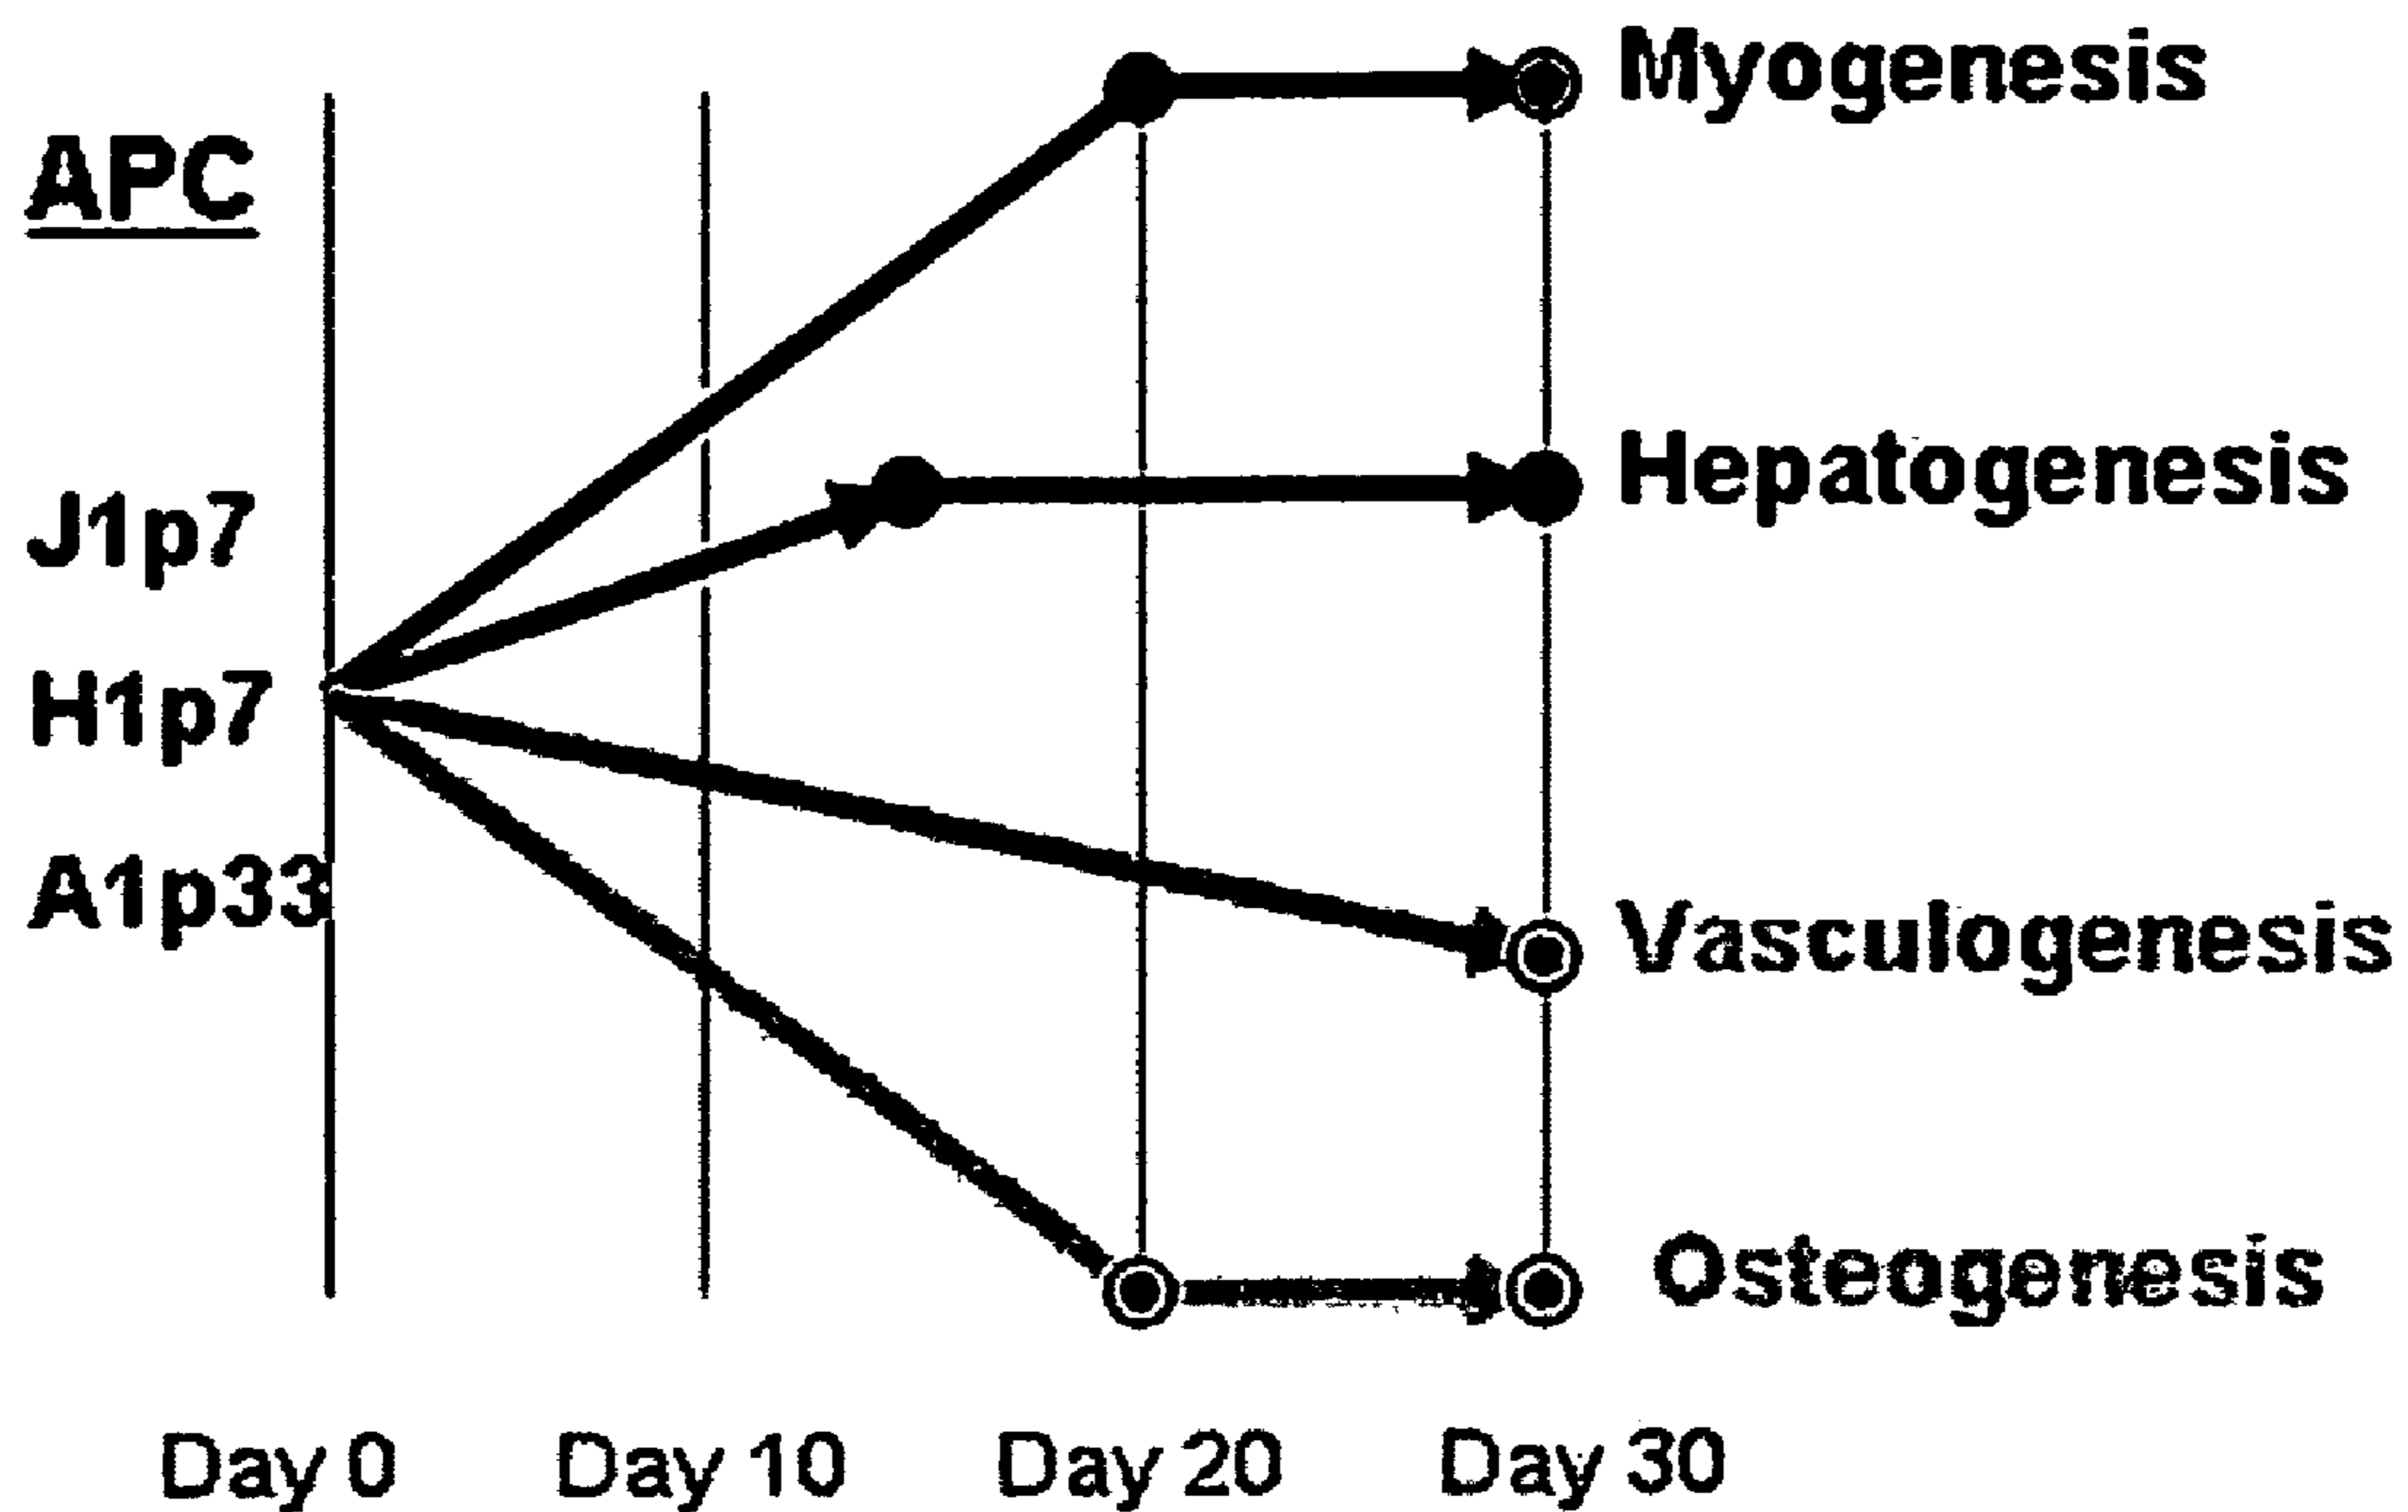 Myogenesis
APC
Hepatogenesis
J1p7
H1p7
A1p33
Vasculogenesis
Osteogenesis
Day 0 Day 10 Day 20 Day 30